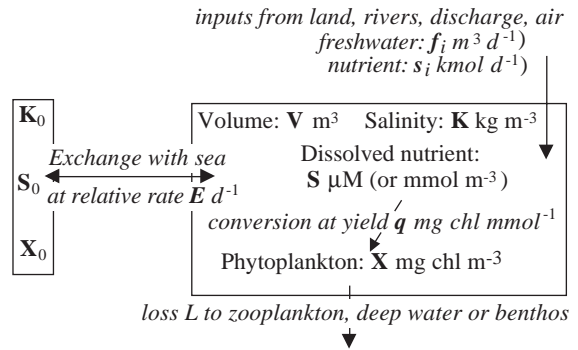 inputs from land, rivers, discharge, air
freshwater: fᵢ m³ d⁻¹)
nutrient: sᵢ kmol d⁻¹)
K₀
Volume: V m³ Salinity: K kg m⁻³
Exchange with sea
Dissolved nutrient:
S₀
S µM (or mmol m⁻³)
at relative rate E d⁻¹
conversion at yield q mg chl mmol⁻¹
X₀
Phytoplankton: X mg chl m⁻³
loss L to zooplankton, deep water or benthos